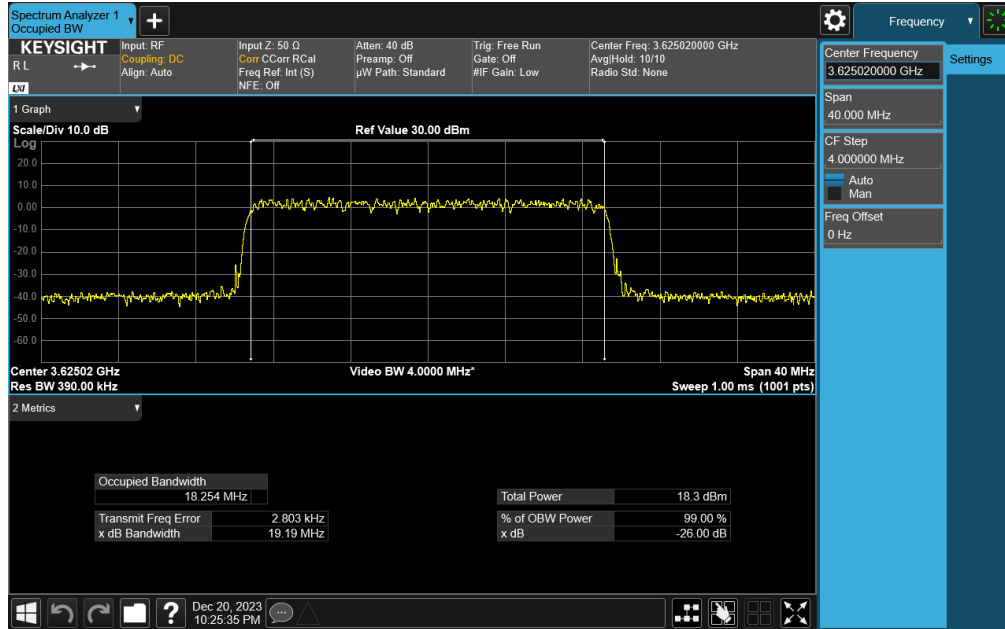 Spectrum Analyzer 1
Occupied BW
Frequency
KEYSIGHT
R L
LXI
Input: RF
Coupling: DC
Align: Auto
Input Z: 50 Ω
Corr CCorr RCal
Freq Ref: Int (S)
NFE: Off
Atten: 40 dB
Preamp: Off
µW Path: Standard
Trig: Free Run
Gate: Off
#IF Gain: Low
Center Freq: 3.625020000 GHz
Avg|Hold: 10/10
Radio Std: None
Center Frequency
3.625020000 GHz
Settings
Span
40.000 MHz
CF Step
4.000000 MHz
Auto
Man
Freq Offset
0 Hz
1 Graph
Scale/Div 10.0 dB
Ref Value 30.00 dBm
Log
20.0
10.0
0.00
-10.0
-20.0
-30.0
-40.0
-50.0
-60.0
Center 3.62502 GHz
Video BW 4.0000 MHz*
Span 40 MHz
Res BW 390.00 kHz
Sweep 1.00 ms (1001 pts)
2 Metrics
Occupied Bandwidth
18.254 MHz
Transmit Freq Error 2.803 kHz
x dB Bandwidth 19.19 MHz
Total Power 18.3 dBm
% of OBW Power 99.00 %
x dB -26.00 dB
?
Dec 20, 2023
10:25:35 PM